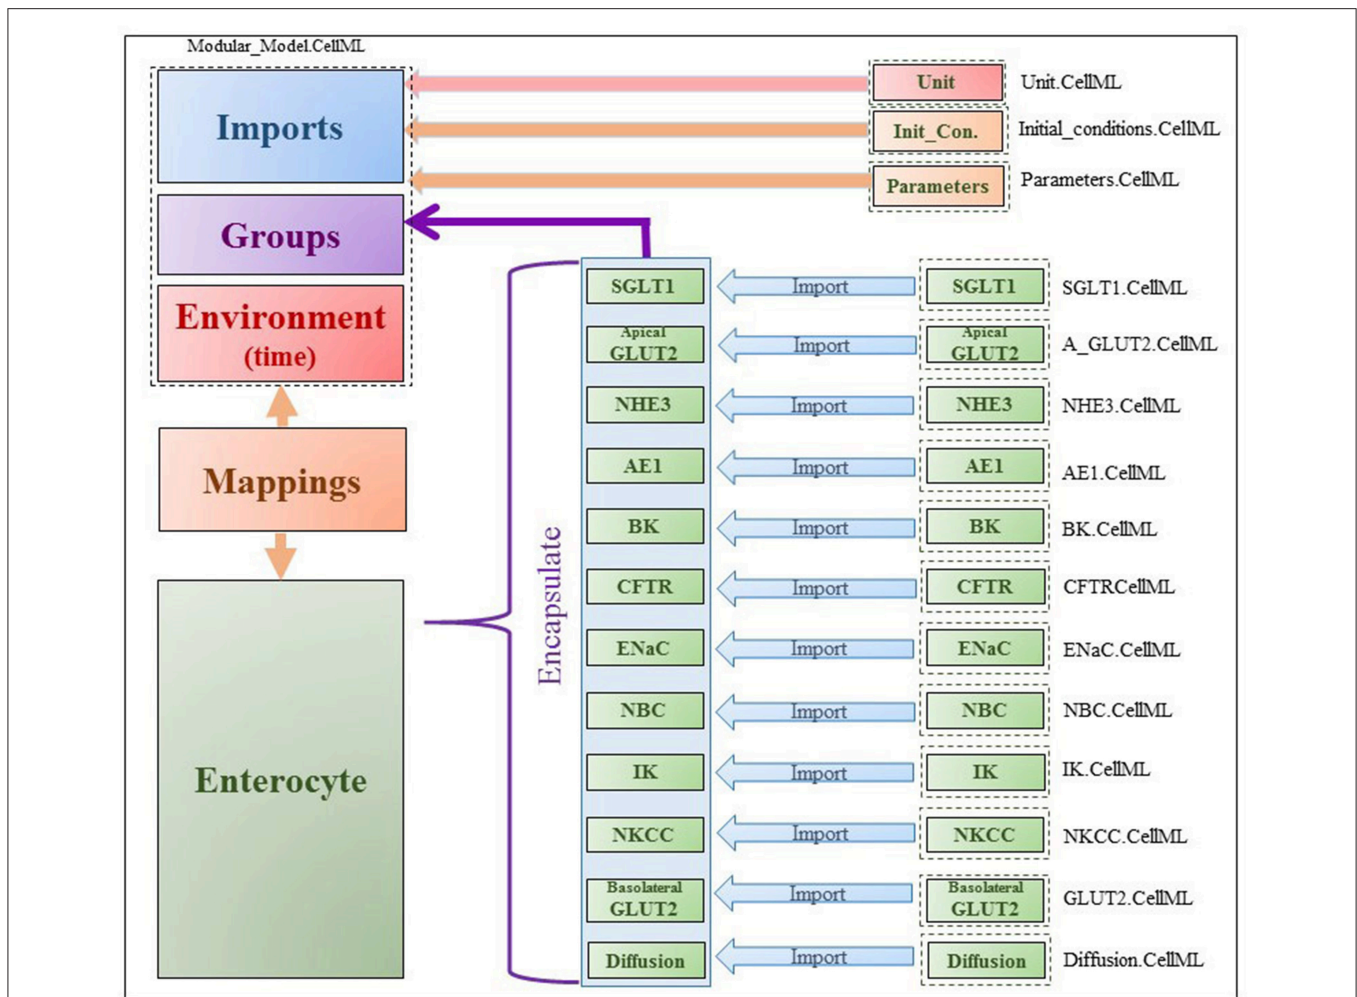 Modular_Model.CellML
Imports
Groups
Environment
(time)
Mappings
Enterocyte
Encapsulate
Unit
Unit.CellML
Init_Con.
Initial_conditions.CellML
Parameters
Parameters.CellML
SGLT1
Import
SGLT1
SGLT1.CellML
Apical
GLUT2
Import
Apical
GLUT2
A_GLUT2.CellML
NHE3
Import
NHE3
NHE3.CellML
AE1
Import
AE1
AE1.CellML
BK
Import
BK
BK.CellML
CFTR
Import
CFTR
CFTRCellML
ENaC
Import
ENaC
ENaC.CellML
NBC
Import
NBC
NBC.CellML
IK
Import
IK
IK.CellML
NKCC
Import
NKCC
NKCC.CellML
Basolateral
GLUT2
Import
Basolateral
GLUT2
GLUT2.CellML
Diffusion
Import
Diffusion
Diffusion.CellML